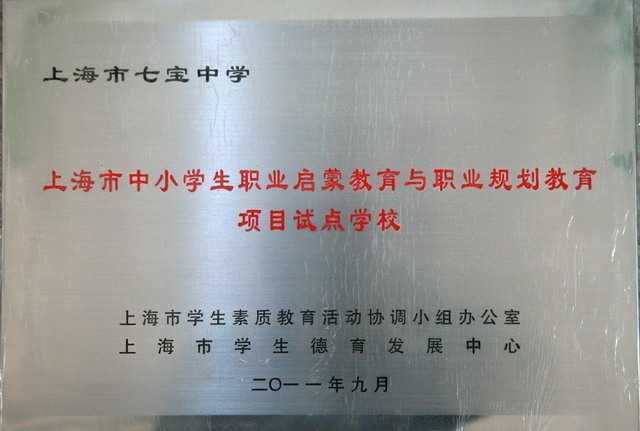 上海市七宝中学
上海市中小学生职业启蒙教育与职业规划教育
项目试点学校
上海市学生素质教育活动协调小组办公室
上海市学生德育发展中心
二〇一一年九月